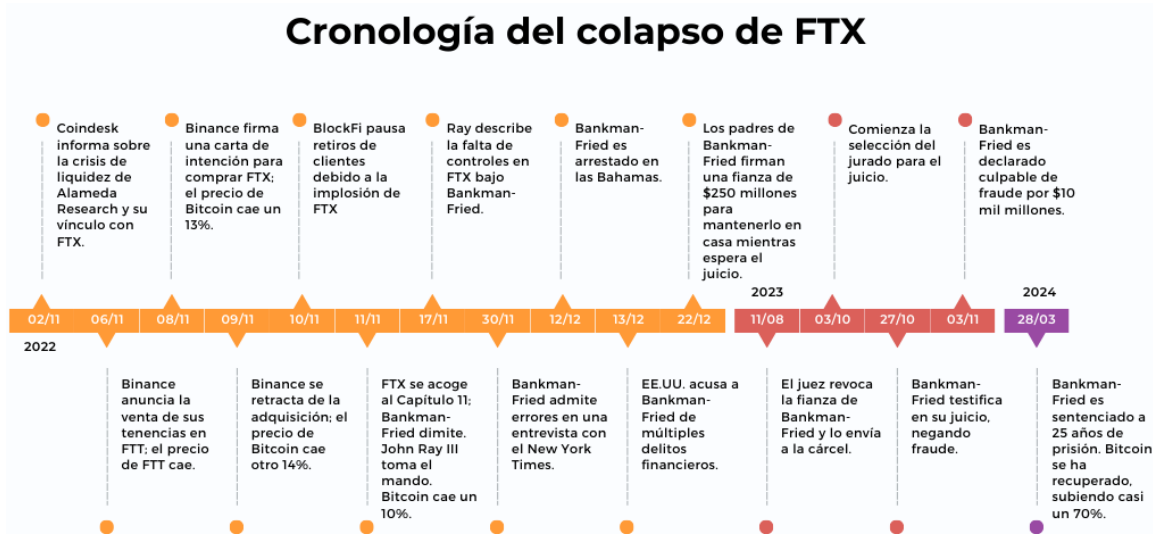 Cronología del colapso de FTX
Coindesk
informa sobre
la crisis de
liquidez de
Alameda
Research y su
vínculo con
FTX.
Binance firma
una carta de
intención para
comprar FTX;
el precio de
Bitcoin cae un
13%.
BlockFi pausa
retiros de
clientes
debido a la
implosión de
FTX
Ray describe
la falta de
controles en
FTX bajo
Bankman-
Fried.
Bankman-
Fried es
arrestado en
las Bahamas.
Los padres de
Bankman-
Fried firman
una fianza de
$250 millones
para
mantenerlo en
casa mientras
espera el
juicio.
Comienza la
selección del
jurado para el
juicio.
Bankman-
Fried es
declarado
culpable de
fraude por $10
mil millones.
2023
2024
02/11 06/11 08/11 09/11 10/11 11/11 17/11 30/11 12/12 13/12 22/12 11/08 03/10 27/10 03/11 28/03
2022
Binance
anuncia la
venta de sus
tenencias en
FTT; el precio
de FTT cae.
Binance se
retracta de la
adquisición; el
precio de
Bitcoin cae
otro 14%.
FTX se acoge
al Capítulo 11;
Bankman-
Fried dimite.
John Ray III
toma el
mando.
Bitcoin cae un
10%.
Bankman-
Fried admite
errores en una
entrevista con
el New York
Times.
EE.UU. acusa a
Bankman-
Fried de
múltiples
delitos
financieros.
El juez revoca
la fianza de
Bankman-
Fried y lo envía
a la cárcel.
Bankman-
Fried testifica
en su juicio,
negando
fraude.
Bankman-
Fried es
sentenciado a
25 años de
prisión. Bitcoin
se ha
recuperado,
subiendo casi
un 70%.